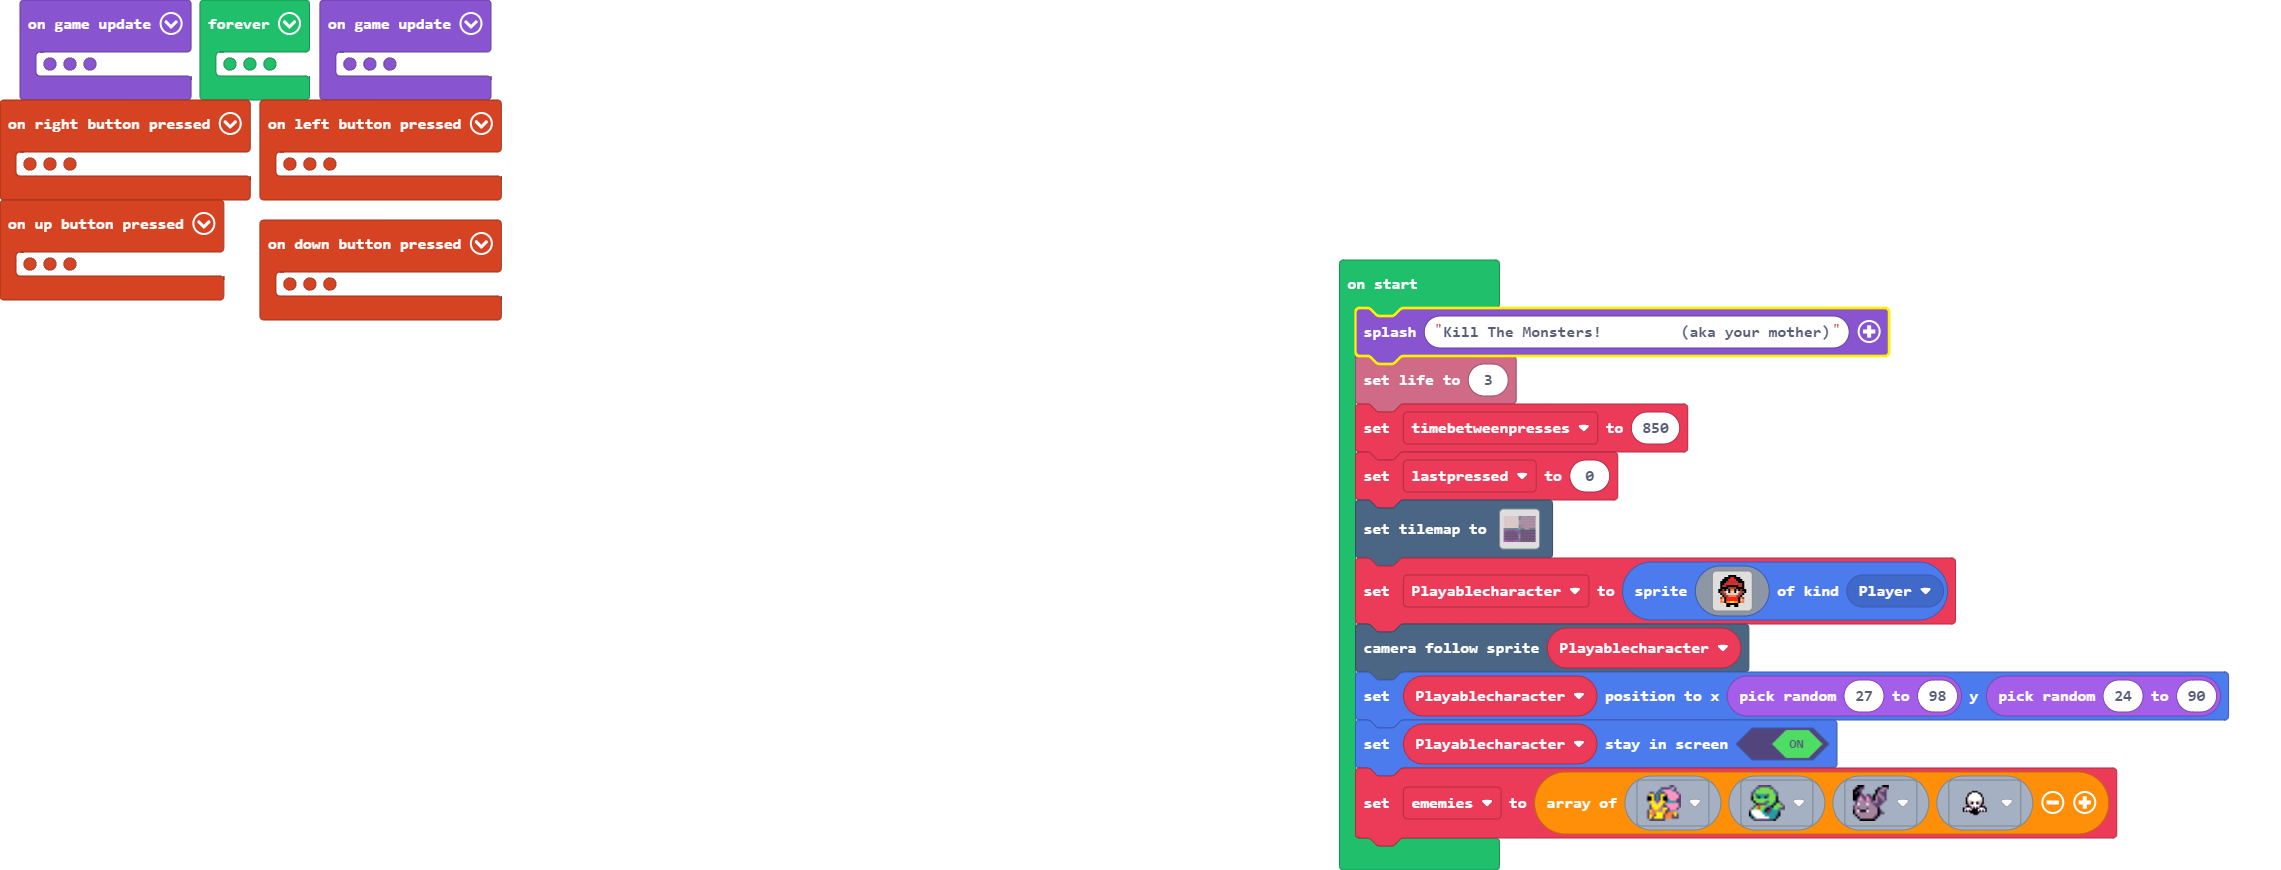 on game update
forever
on game update
on right button pressed
on left button pressed
on up button pressed
on down button pressed
on start
splash "Kill The Monsters!         (aka your mother)"
set life to 3
set timebetweenpresses to 850
set lastpressed to 0
set tilemap to
set Playablecharacter to sprite of kind Player
camera follow sprite Playablecharacter
set Playablecharacter position to x pick random 27 to 98 y pick random 24 to 90
set Playablecharacter stay in screen ON
set ememies to array of